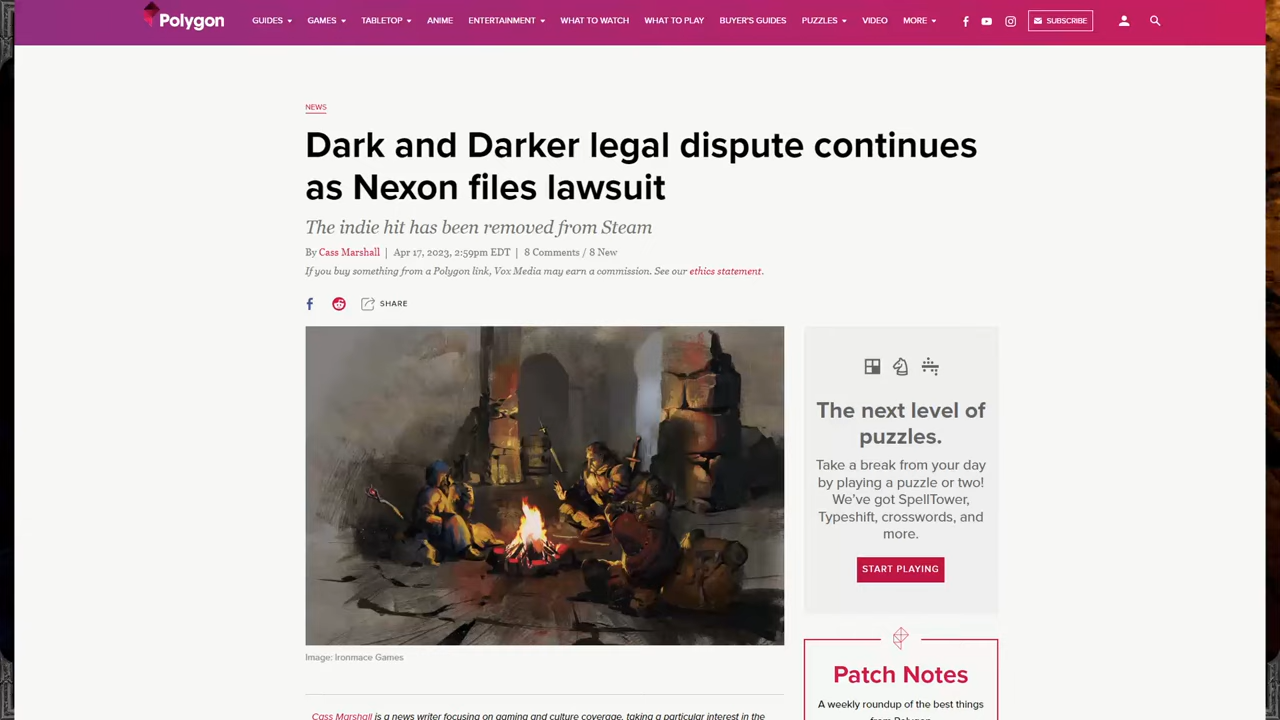 Polygon
GUIDES GAMES TABLETOP ANIME ENTERTAINMENT WHAT TO WATCH WHAT TO PLAY BUYER'S GUIDES PUZZLES VIDEO MORE SUBSCRIBE
NEWS
Dark and Darker legal dispute continues
as Nexon files lawsuit
The indie hit has been removed from Steam
By Cass Marshall | Apr 17, 2023, 2:59pm EDT | 8 Comments / 8 New
If you buy something from a Polygon link, Vox Media may earn a commission. See our ethics statement.
SHARE
The next level of
puzzles.
Take a break from your day
by playing a puzzle or two!
We've got SpellTower,
Typeshift, crosswords, and
more.
START PLAYING
Image: Ironmace Games
Patch Notes
A weekly roundup of the best things
from Polygon
Cass Marshall is a news writer focusing on gaming and culture coverage, taking a particular interest in the